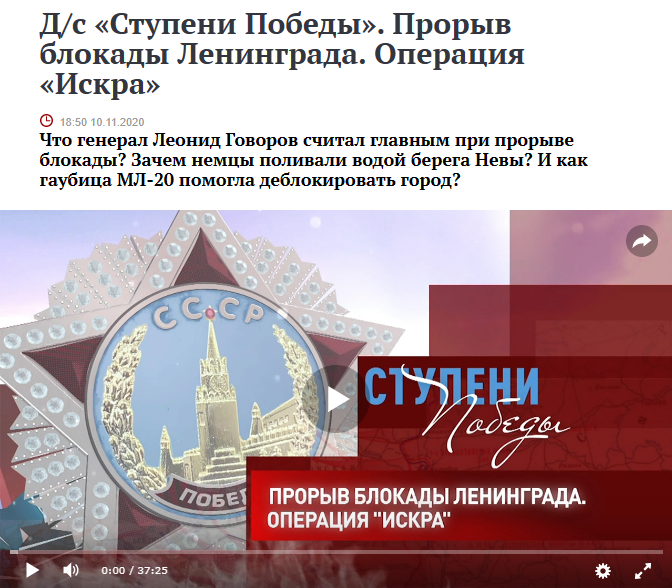 Д/с «Ступени Победы». Прорыв
блокады Ленинграда. Операция
«Искра»
18:50 10.11.2020
Что генерал Леонид Говоров считал главным при прорыве
блокады? Зачем немцы поливали водой берега Невы? И как
гаубица МЛ-20 помогла деблокировать город?
СССР
СТУПЕНИ
Победы
ПОБЕД
ПРОРЫВ БЛОКАДЫ ЛЕНИНГРАДА.
ОПЕРАЦИЯ "ИСКРА"
0:00 / 37:25